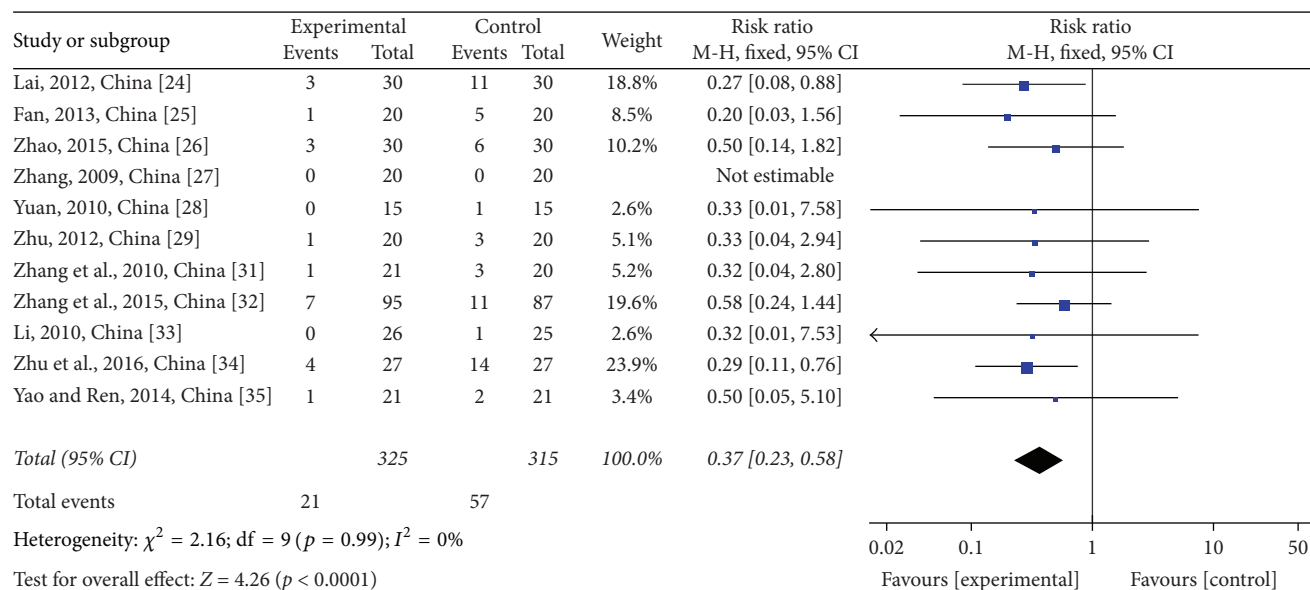 Study or subgroup Experimental Control Weight Risk ratio Risk ratio
Events Total Events Total M-H, fixed, 95% CI M-H, fixed, 95% CI
Lai, 2012, China [24] 3 30 11 30 18.8% 0.27 [0.08, 0.88]
Fan, 2013, China [25] 1 20 5 20 8.5% 0.20 [0.03, 1.56]
Zhao, 2015, China [26] 3 30 6 30 10.2% 0.50 [0.14, 1.82]
Zhang, 2009, China [27] 0 20 0 20 Not estimable
Yuan, 2010, China [28] 0 15 1 15 2.6% 0.33 [0.01, 7.58]
Zhu, 2012, China [29] 1 20 3 20 5.1% 0.33 [0.04, 2.94]
Zhang et al., 2010, China [31] 1 21 3 20 5.2% 0.32 [0.04, 2.80]
Zhang et al., 2015, China [32] 7 95 11 87 19.6% 0.58 [0.24, 1.44]
Li, 2010, China [33] 0 26 1 25 2.6% 0.32 [0.01, 7.53]
Zhu et al., 2016, China [34] 4 27 14 27 23.9% 0.29 [0.11, 0.76]
Yao and Ren, 2014, China [35] 1 21 2 21 3.4% 0.50 [0.05, 5.10]
Total (95% CI) 325 315 100.0% 0.37 [0.23, 0.58]
Total events 21 57
Heterogeneity: χ² = 2.16; df = 9 (p = 0.99); I² = 0%
Test for overall effect: Z = 4.26 (p < 0.0001)
0.02 0.1 1 10 50
Favours [experimental] Favours [control]